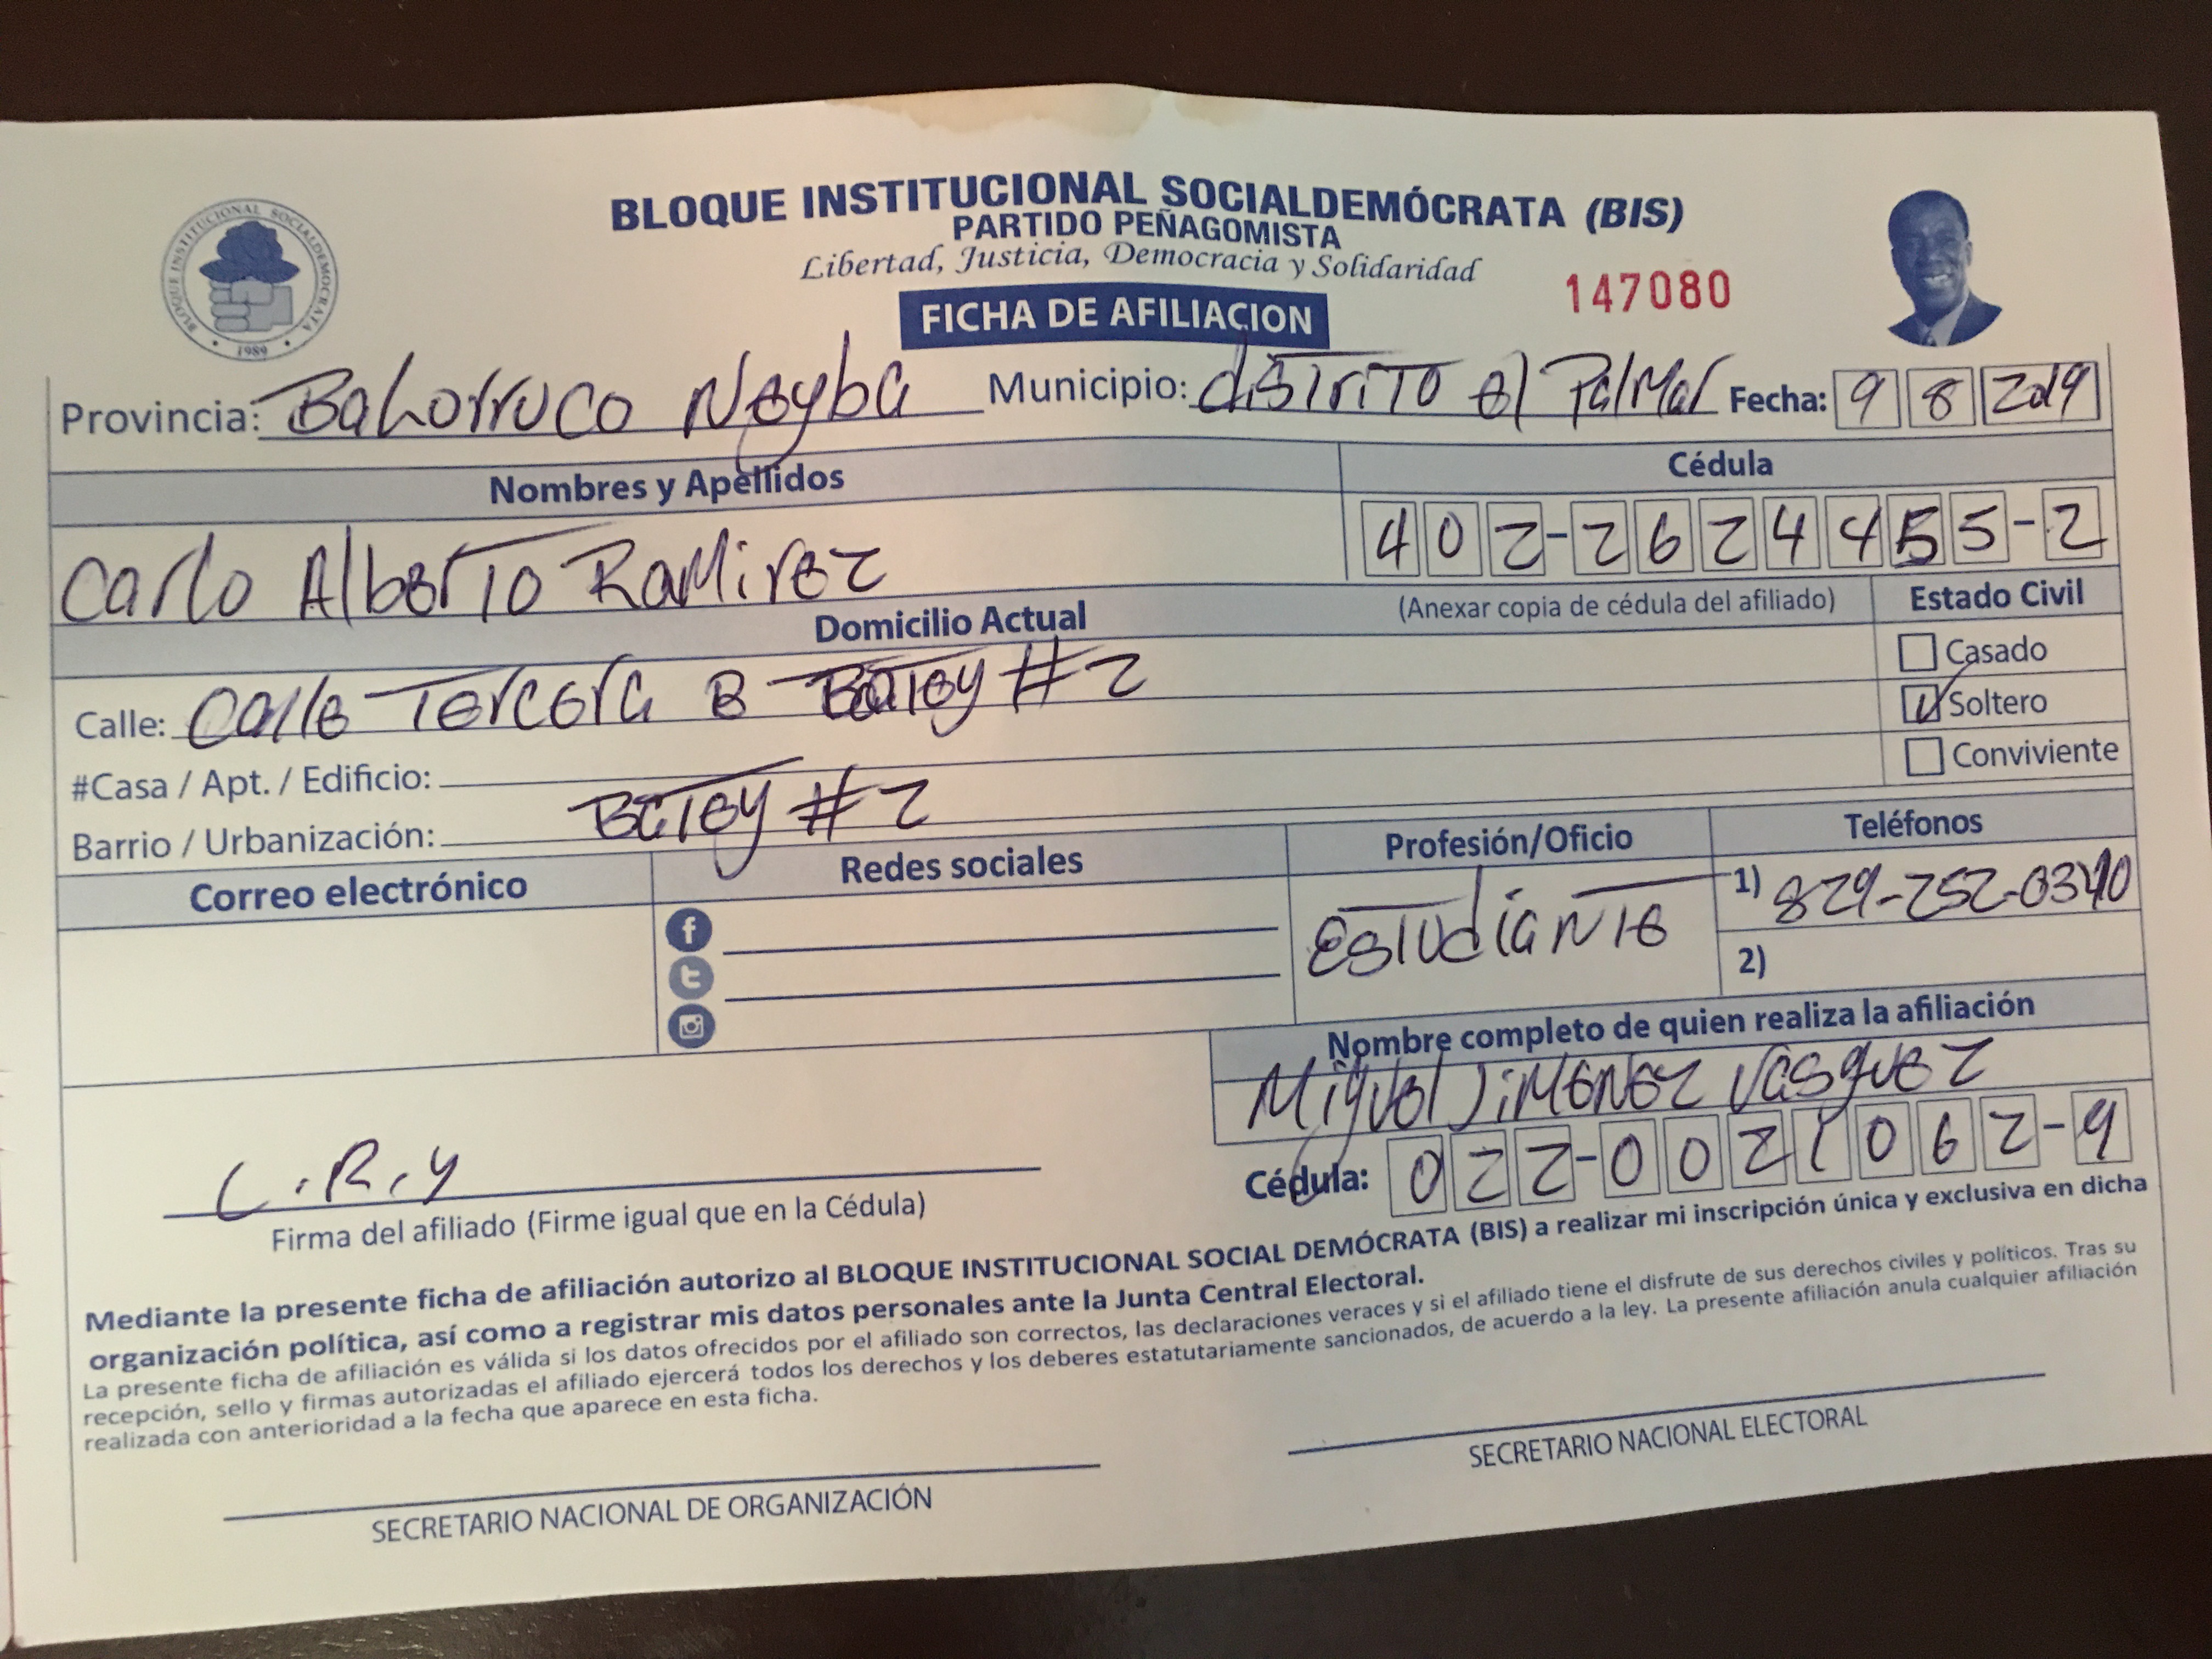 BLOQUE INSTITUCIONAL SOCIALDEMÓCRATA (BIS)
PARTIDO PEÑAGOMISTA
Libertad, Justicia, Democracia y Solidaridad
BLOQUE INSTITUCIONAL SOCIALDEMOCRATA
1989
147080
FICHA DE AFILIACION
Provincia: Bahorruco Neyba Municipio: distrito el Palmar Fecha: 9 8 2019
Nombres y Apellidos Cédula
Carlo Alberto Ramirez 402-2624455-2
Domicilio Actual (Anexar copia de cédula del afiliado) Estado Civil
Calle: Calle Tercera B Batey #2
Casado
Soltero
Conviviente
#Casa / Apt. / Edificio:
Barrio / Urbanización: Batey #2
Correo electrónico Redes sociales Profesión/Oficio Teléfonos
Estudiante 1) 829-252-0340
2)
Nombre completo de quien realiza la afiliación
Miguel Jimenez Vasquez
C.R.y Cédula: 022-0021062-9
Firma del afiliado (Firme igual que en la Cédula)
Mediante la presente ficha de afiliación autorizo al BLOQUE INSTITUCIONAL SOCIAL DEMÓCRATA (BIS) a realizar mi inscripción única y exclusiva en dicha
organización política, así como a registrar mis datos personales ante la Junta Central Electoral.
La presente ficha de afiliación es válida si los datos ofrecidos por el afiliado son correctos, las declaraciones veraces y si el afiliado tiene el disfrute de sus derechos civiles y políticos. Tras su
recepción, sello y firmas autorizadas el afiliado ejercerá todos los derechos y los deberes estatutariamente sancionados, de acuerdo a la ley. La presente afiliación anula cualquier afiliación
realizada con anterioridad a la fecha que aparece en esta ficha.
SECRETARIO NACIONAL DE ORGANIZACIÓN SECRETARIO NACIONAL ELECTORAL